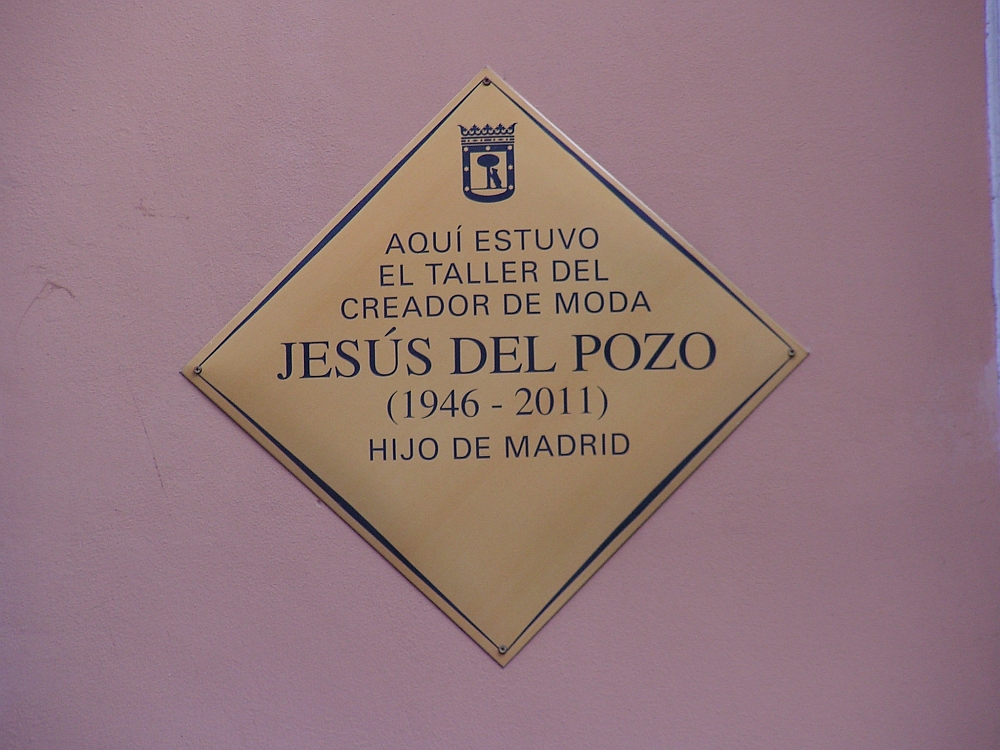 AQUÍ ESTUVO
EL TALLER DEL
CREADOR DE MODA
JESÚS DEL POZO
(1946 - 2011)
HIJO DE MADRID